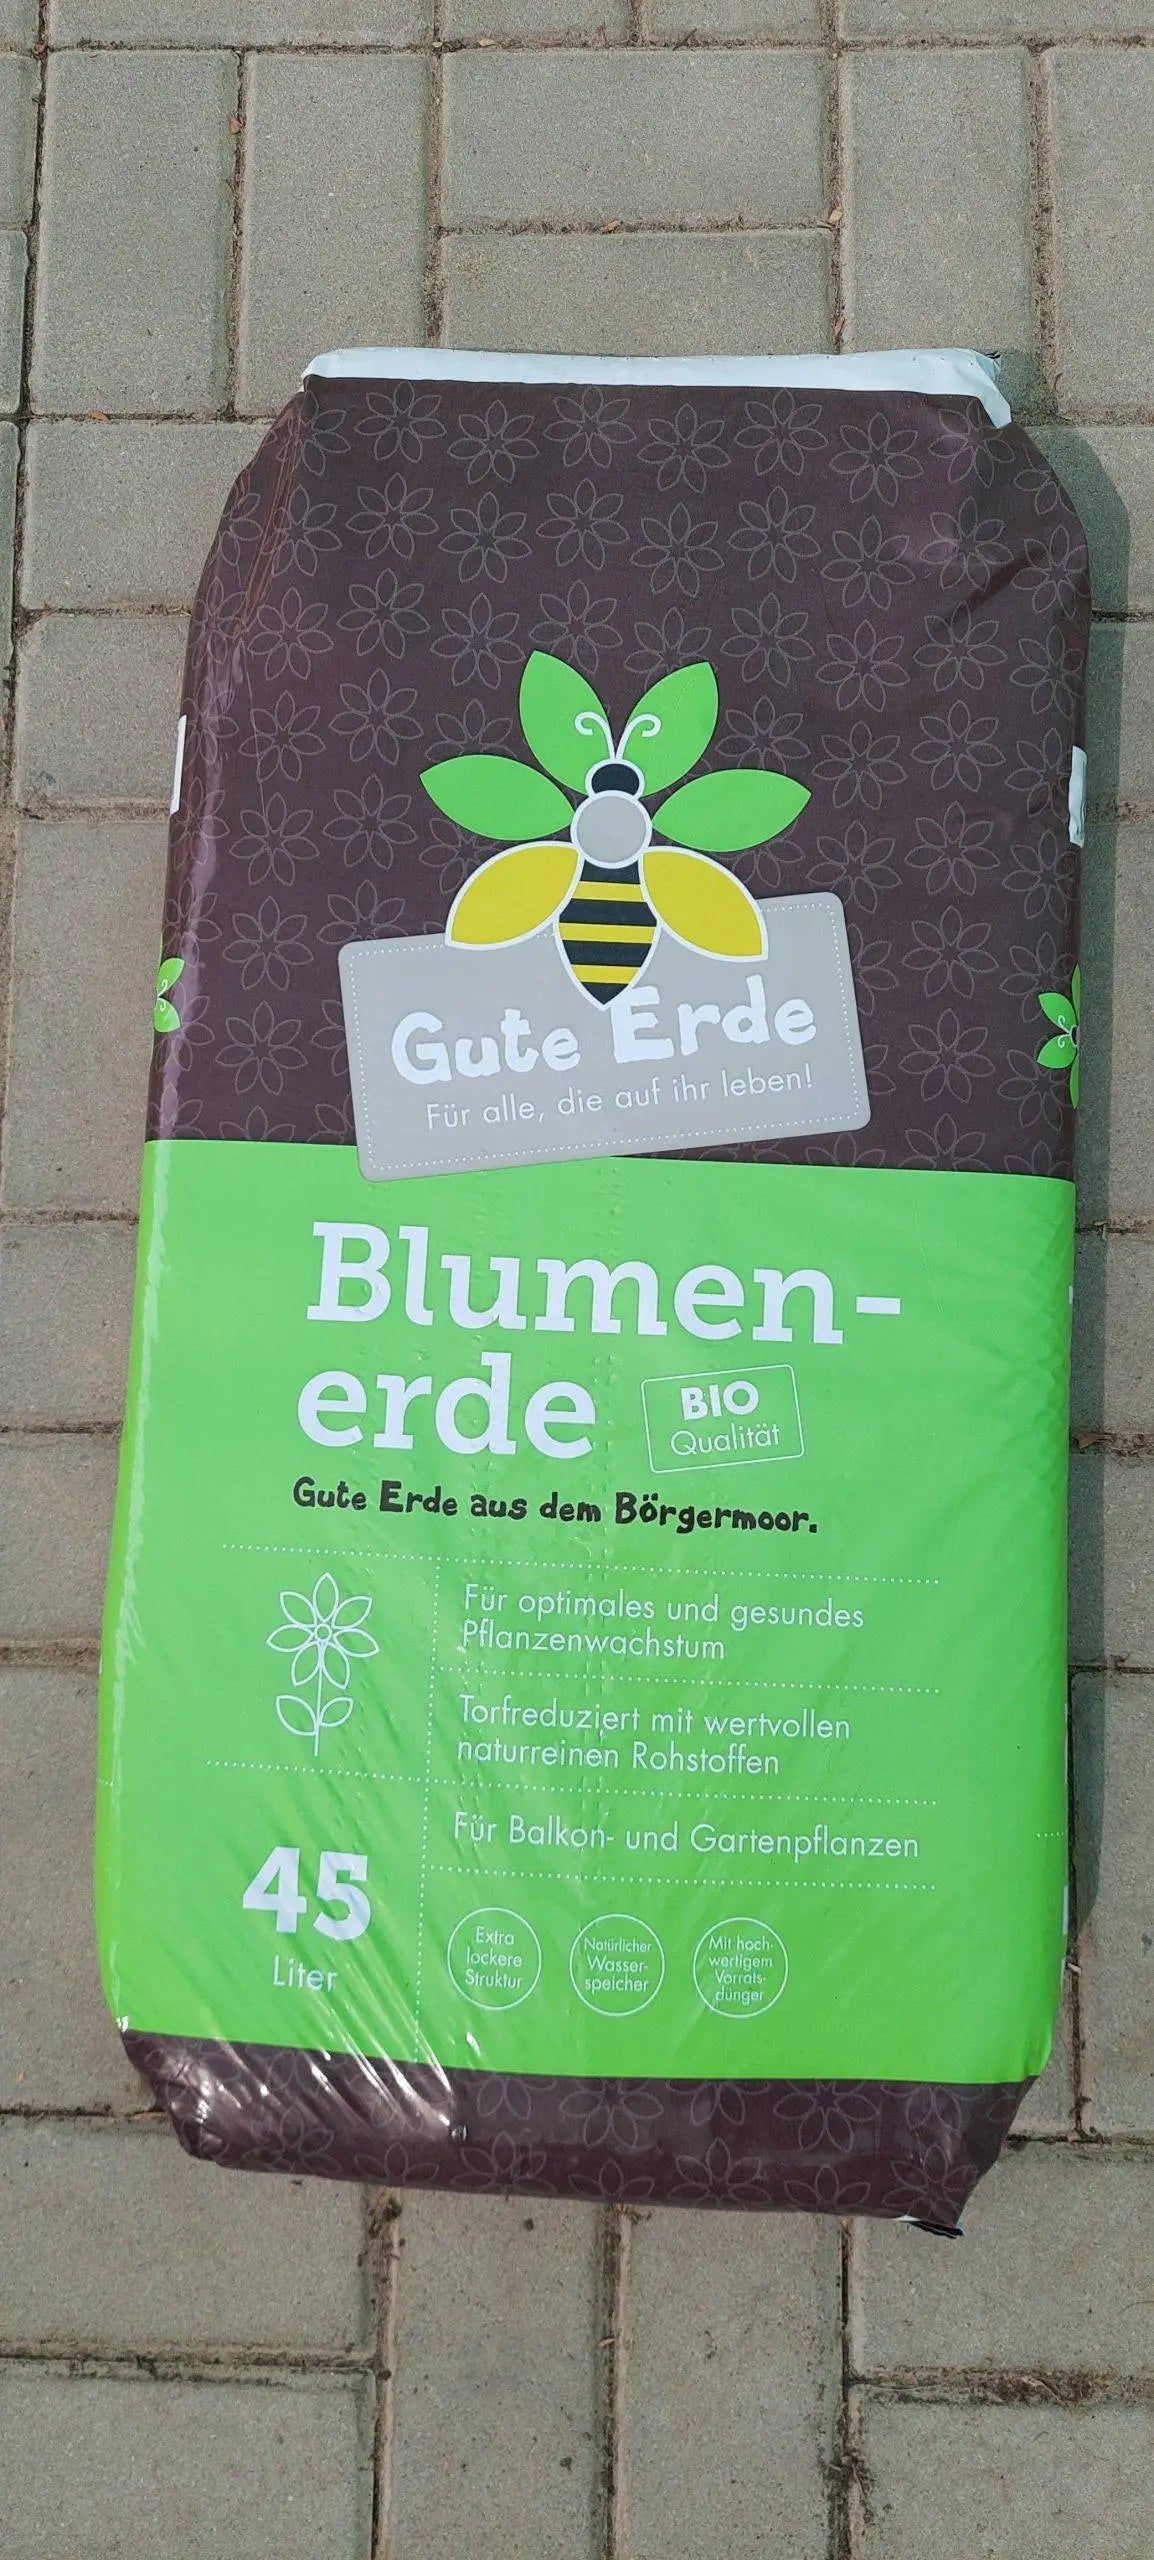 Gute Erde
Für alle, die auf ihr leben!
Blumen-
erde
BIO
Qualität
Gute Erde aus dem Börgermoor.
Für optimales und gesundes
Pflanzenwachstum
Torfreduziert mit wertvollen
naturreinen Rohstoffen
Für Balkon- und Gartenpflanzen
45
Liter
Extra
lockere
Struktur
Natürlicher
Wasser-
speicher
Mit hoch-
wertigem
Vorrats-
dünger